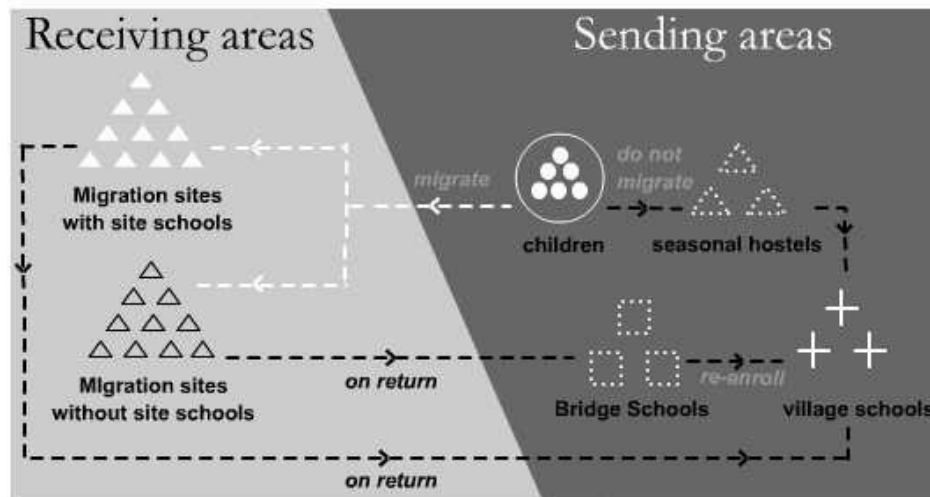 Receiving areas
Sending areas
migrate
do not
migrate
Migration sites
with site schools
children
seasonal hostels
MIgration sites
without site schools
on return
re-enroll
Bridge Schools
village schools
on return